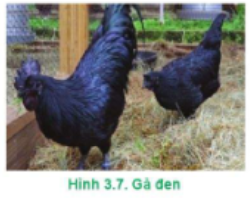 Hình 3.7. Gà đen